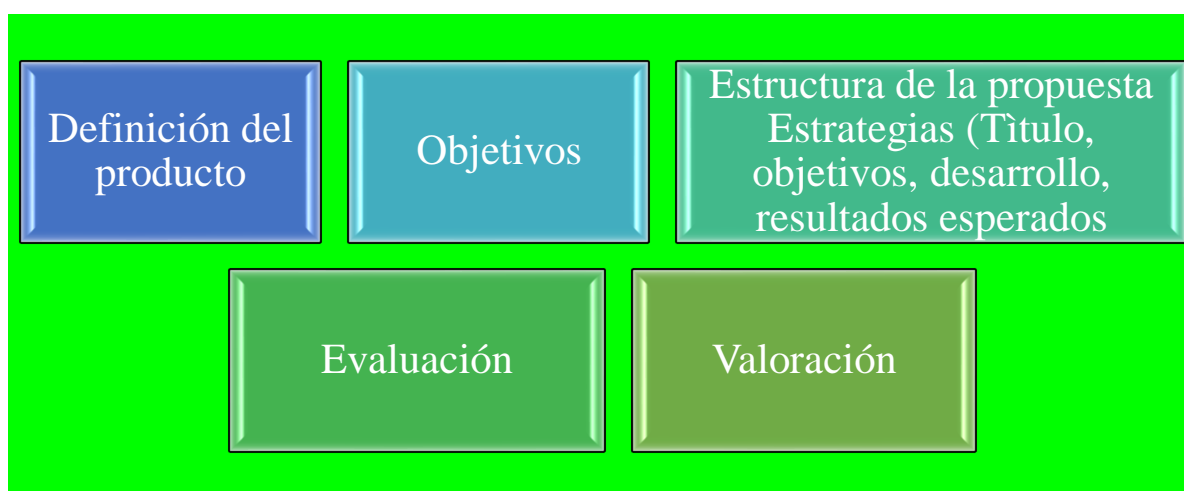 Definición del
producto
Objetivos
Estructura de la propuesta
Estrategias (Tìtulo,
objetivos, desarrollo,
resultados esperados
Evaluación
Valoración